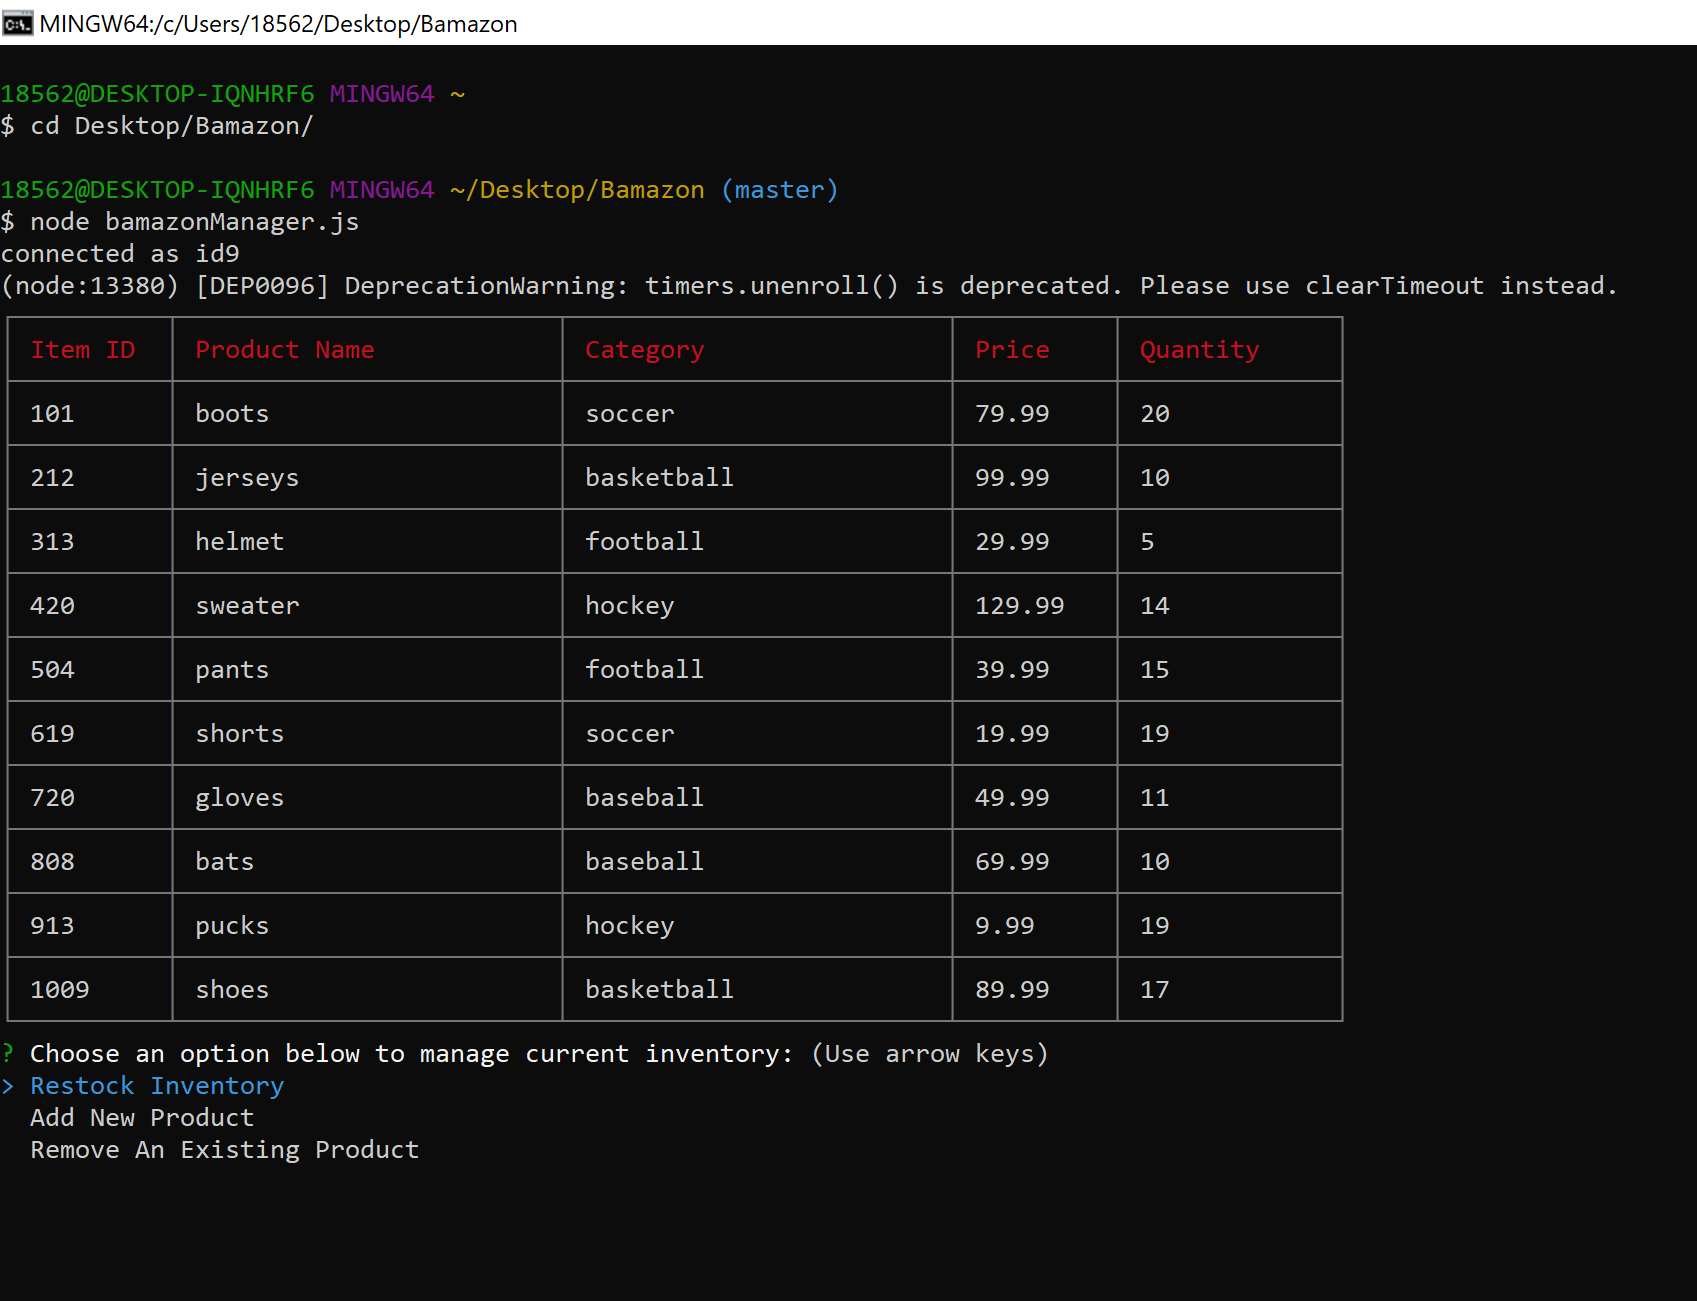 MINGW64:/c/Users/18562/Desktop/Bamazon
18562@DESKTOP-IQNHRF6 MINGW64 ~
$ cd Desktop/Bamazon/
18562@DESKTOP-IQNHRF6 MINGW64 ~/Desktop/Bamazon (master)
$ node bamazonManager.js
connected as id9
(node:13380) [DEP0096] DeprecationWarning: timers.unenroll() is deprecated. Please use clearTimeout instead.
Item ID Product Name Category Price Quantity
101 boots soccer 79.99 20
212 jerseys basketball 99.99 10
313 helmet football 29.99 5
420 sweater hockey 129.99 14
504 pants football 39.99 15
619 shorts soccer 19.99 19
720 gloves baseball 49.99 11
808 bats baseball 69.99 10
913 pucks hockey 9.99 19
1009 shoes basketball 89.99 17
? Choose an option below to manage current inventory: (Use arrow keys)
> Restock Inventory
Add New Product
Remove An Existing Product